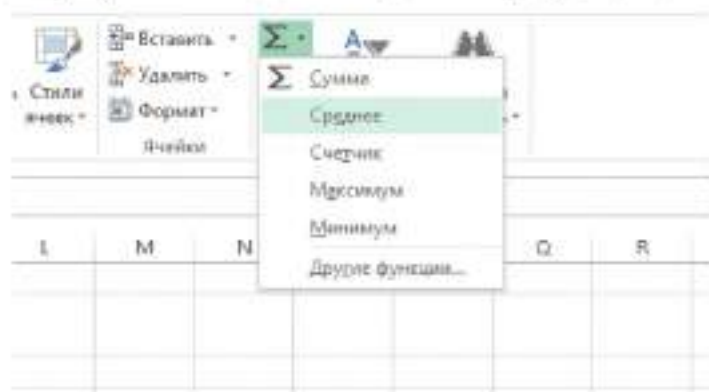 Стили
ячеек
Вставить
Удалить
Формат
Ячейки
Σ
А
Я
Σ Сумма
Среднее
Счетчик
Максимум
Минимум
Другие функции...
L M N Q R